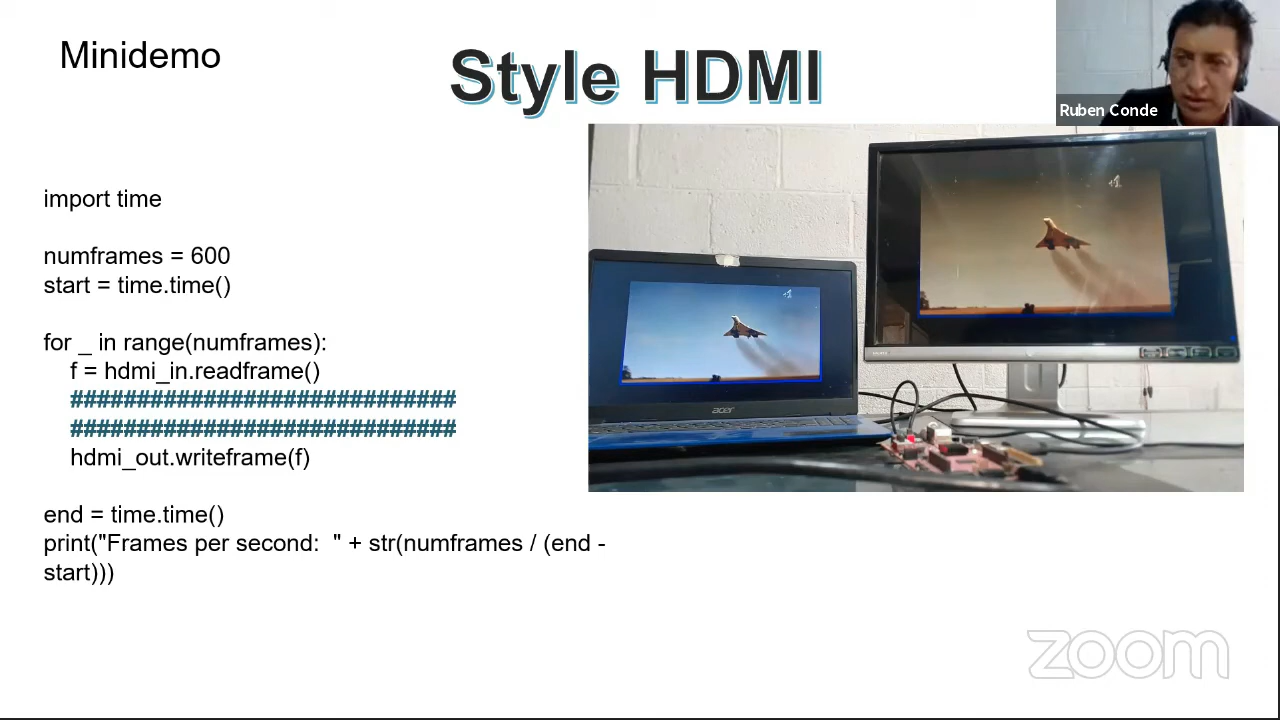 Minidemo
Style HDMI
Ruben Conde
import time
numframes = 600
start = time.time()
for _ in range(numframes):
f = hdmi_in.readframe()
#############################
#############################
hdmi_out.writeframe(f)
end = time.time()
print("Frames per second:  " + str(numframes / (end -
start)))
acer
zoom